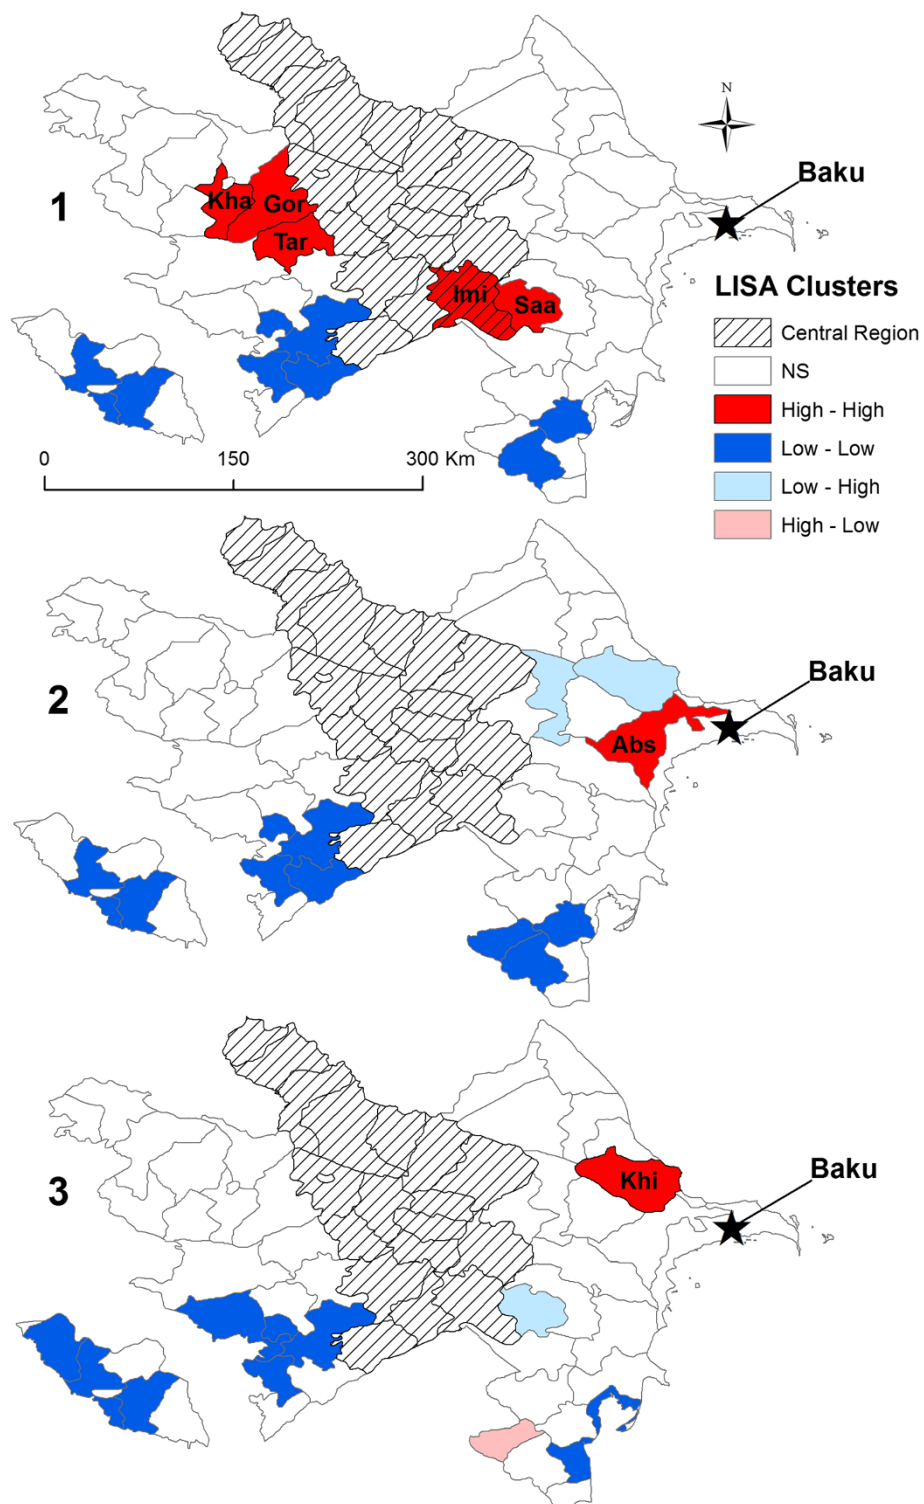 N
Baku
1
Kha
Gor
Tar
Imi
Saa
LISA Clusters
Central Region
NS
High - High
Low - Low
Low - High
High - Low
0 150 300 Km
2
Baku
Abs
3
Khi
Baku